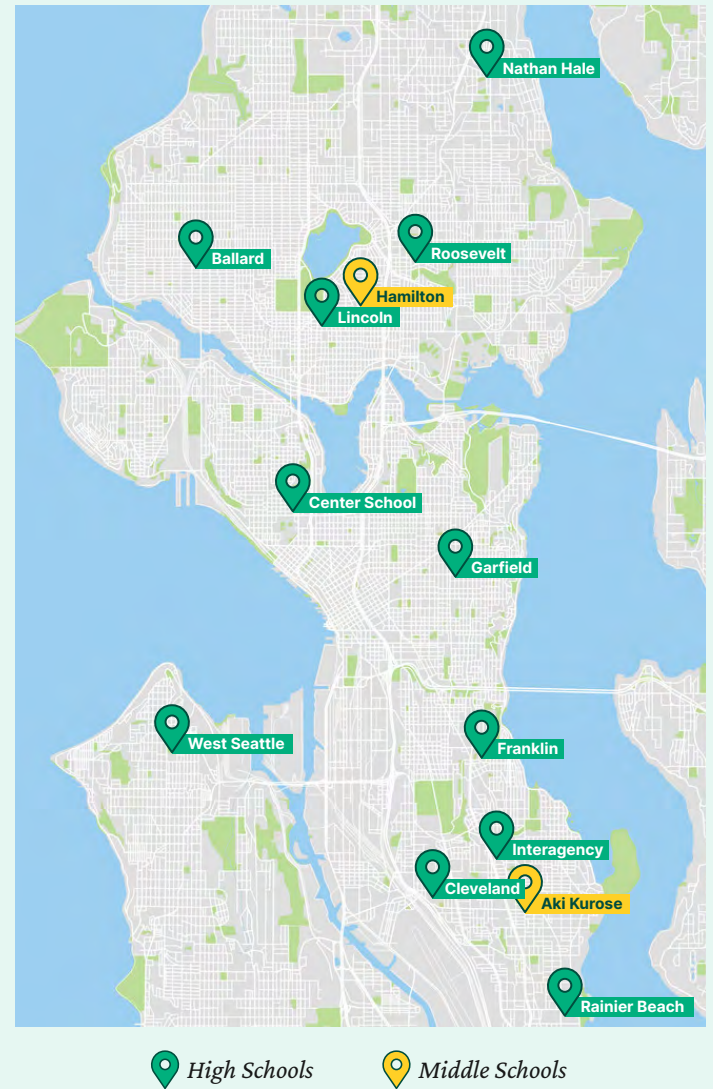 Nathan Hale
Ballard
Roosevelt
Hamilton
Lincoln
Center School
Garfield
West Seattle
Franklin
Interagency
Cleveland
Aki Kurose
Rainier Beach
High Schools
Middle Schools